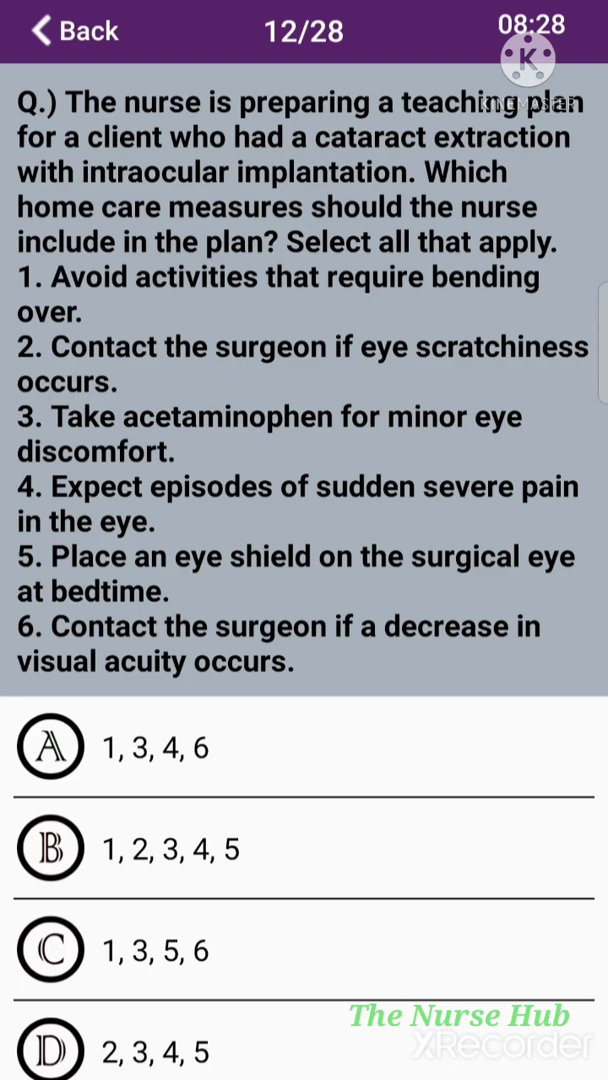 Back 12/28 08:28
K
KINEMASTER
Q.) The nurse is preparing a teaching plan
for a client who had a cataract extraction
with intraocular implantation. Which
home care measures should the nurse
include in the plan? Select all that apply.
1. Avoid activities that require bending
over.
2. Contact the surgeon if eye scratchiness
occurs.
3. Take acetaminophen for minor eye
discomfort.
4. Expect episodes of sudden severe pain
in the eye.
5. Place an eye shield on the surgical eye
at bedtime.
6. Contact the surgeon if a decrease in
visual acuity occurs.
A 1, 3, 4, 6
B 1, 2, 3, 4, 5
C 1, 3, 5, 6
The Nurse Hub
XRecorder
D 2, 3, 4, 5